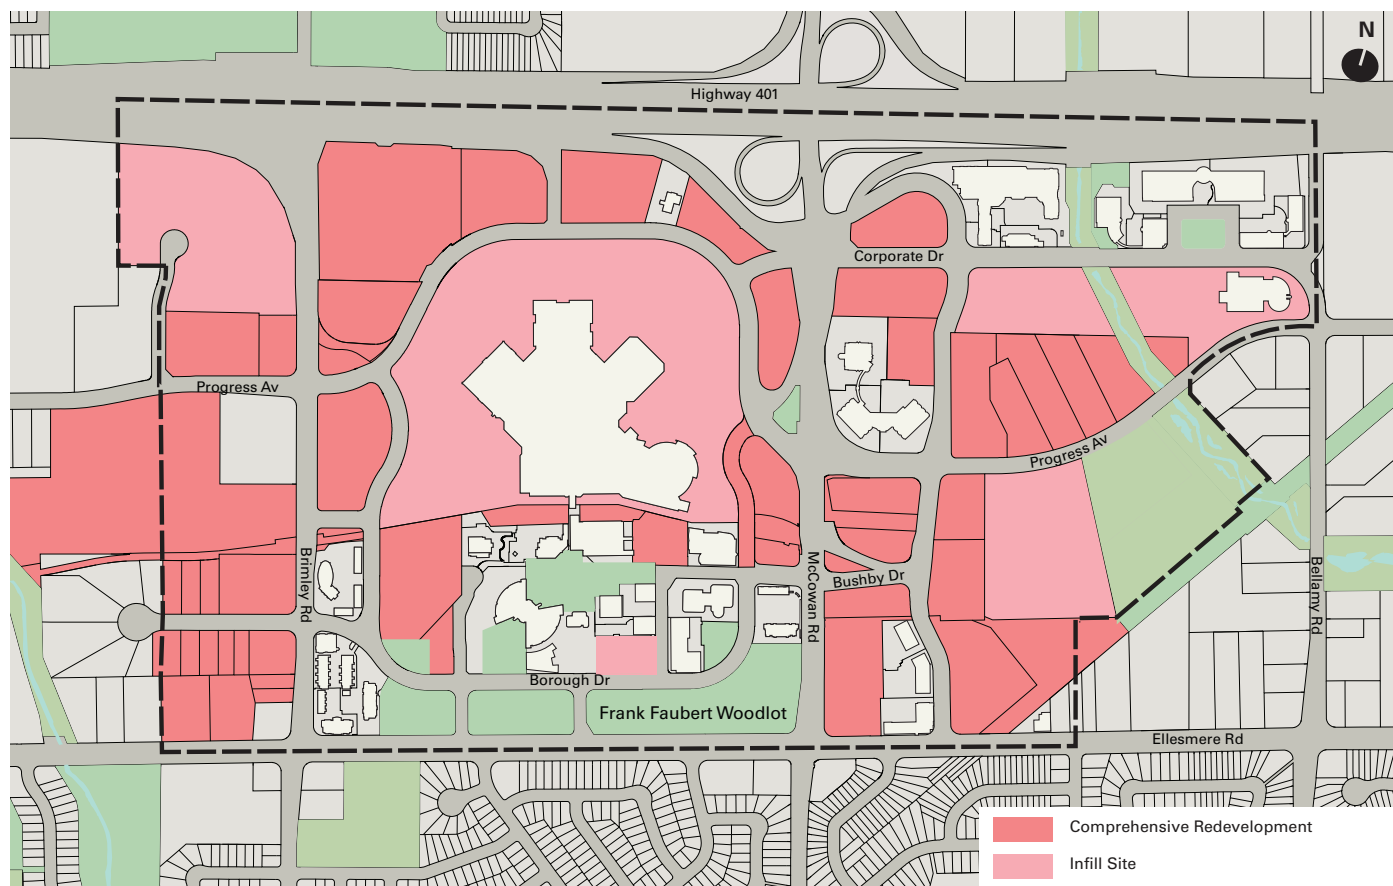 N
Highway 401
Corporate Dr
Progress Av
Progress Av
Brimley Rd
McCowan Rd
Bushby Dr
Bellamy Rd
Borough Dr
Frank Faubert Woodlot
Ellesmere Rd
Comprehensive Redevelopment
Infill Site